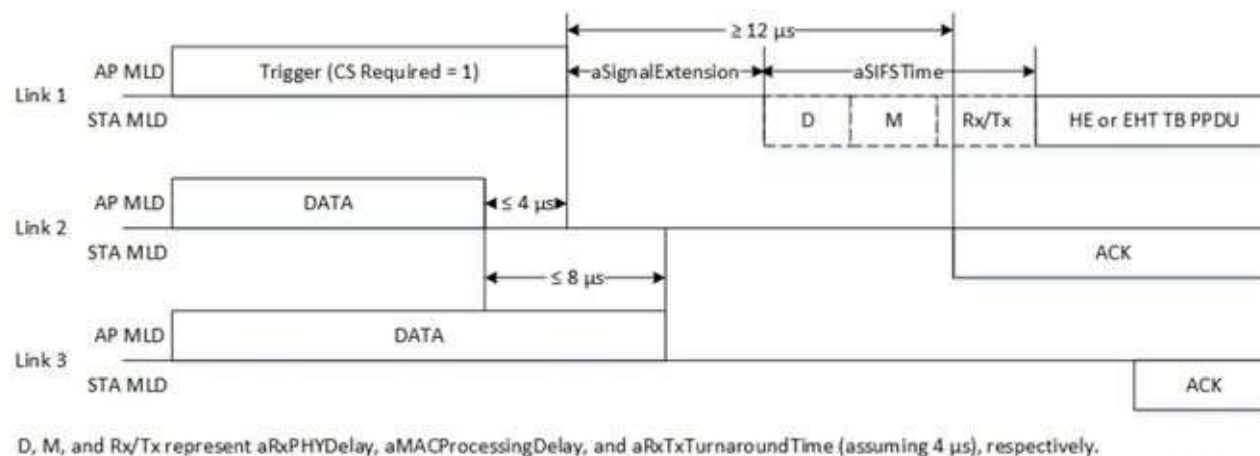 ≥ 12 μs
AP MLD
Trigger (CS Required = 1)
aSignalExtension
aSIFSTime
Link 1
STA MLD
D
M
Rx/Tx
HE or EHT TB PPDU
AP MLD
DATA
≤ 4 μs
Link 2
STA MLD
ACK
≤ 8 μs
AP MLD
DATA
Link 3
STA MLD
ACK
D, M, and Rx/Tx represent aRxPHYDelay, aMACProcessingDelay, and aRxTxTurnaroundTime (assuming 4 μs), respectively.